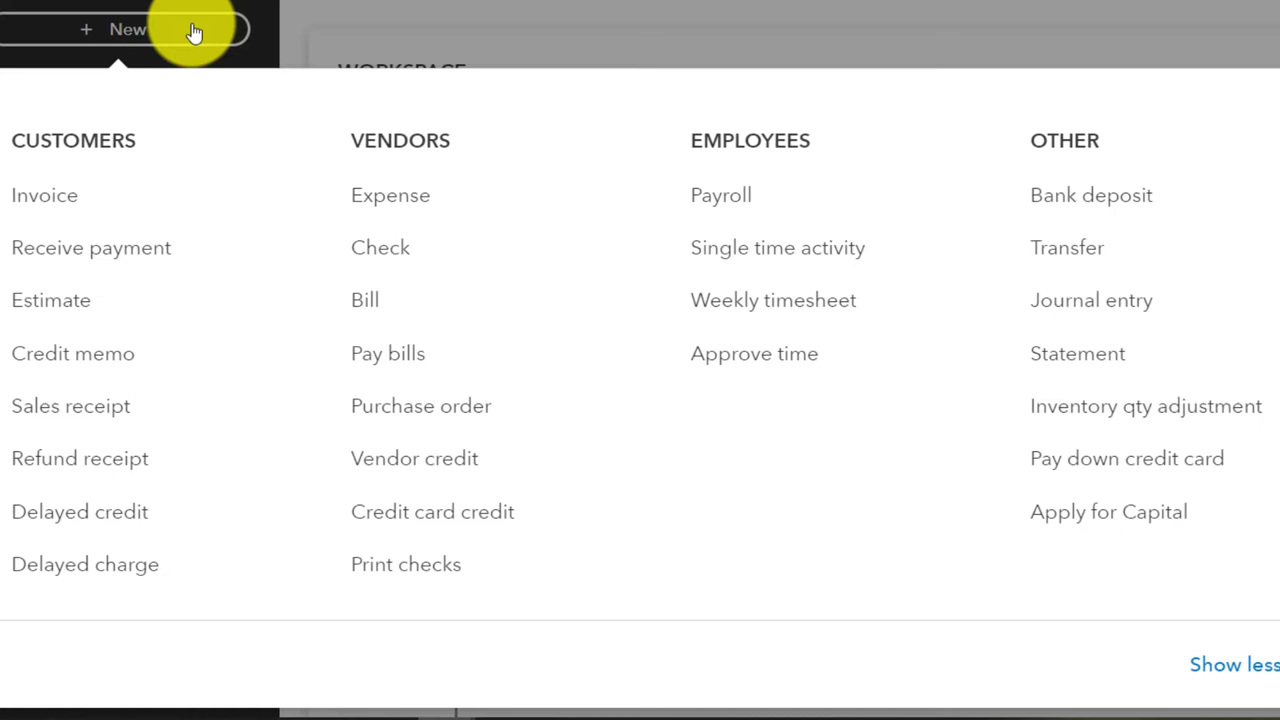 + New
WORKSPACE
CUSTOMERS
Invoice
Receive payment
Estimate
Credit memo
Sales receipt
Refund receipt
Delayed credit
Delayed charge
VENDORS
Expense
Check
Bill
Pay bills
Purchase order
Vendor credit
Credit card credit
Print checks
EMPLOYEES
Payroll
Single time activity
Weekly timesheet
Approve time
OTHER
Bank deposit
Transfer
Journal entry
Statement
Inventory qty adjustment
Pay down credit card
Apply for Capital
Show less